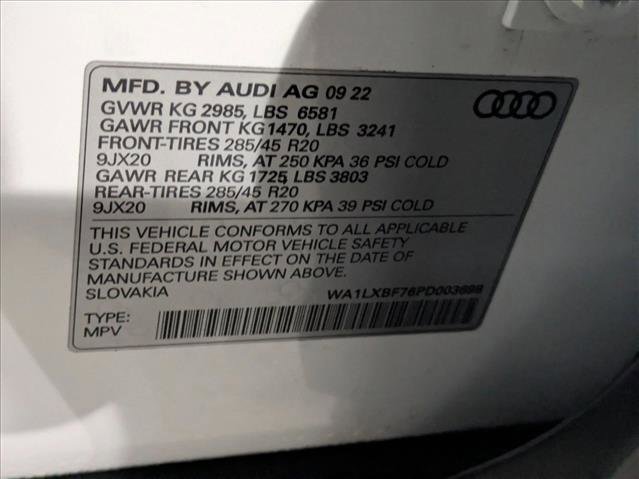 MFD. BY AUDI AG 09 22
GVWR KG 2985, LBS 6581
GAWR FRONT KG1470, LBS 3241
FRONT-TIRES 285/45 R20
9JX20 RIMS, AT 250 KPA 36 PSI COLD
GAWR REAR KG 1725, LBS 3803
REAR-TIRES 285/45 R20
9JX20 RIMS, AT 270 KPA 39 PSI COLD
THIS VEHICLE CONFORMS TO ALL APPLICABLE
U.S. FEDERAL MOTOR VEHICLE SAFETY
STANDARDS IN EFFECT ON THE DATE OF
MANUFACTURE SHOWN ABOVE.
SLOVAKIA WA1LXBF76PD003698
TYPE:
MPV